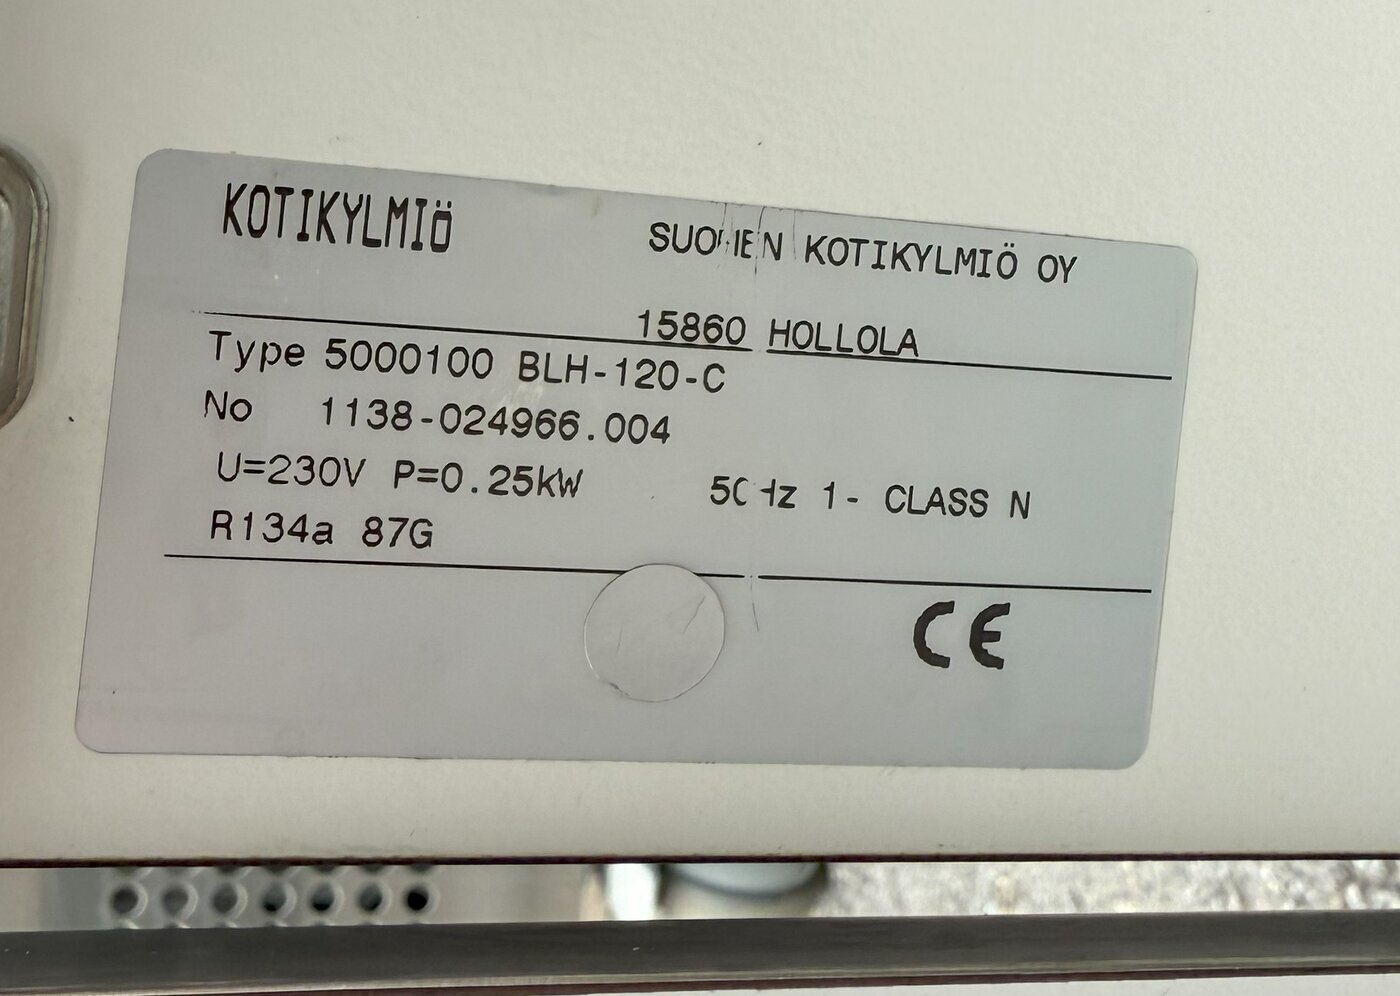 KOTIKYLMIÖ
SUOMEN KOTIKYLMIÖ OY
15860 HOLLOLA
Type 5000100 BLH-120-C
No 1138-024966.004
U=230V P=0.25kW 50Hz 1- CLASS N
R134a 87G
CE